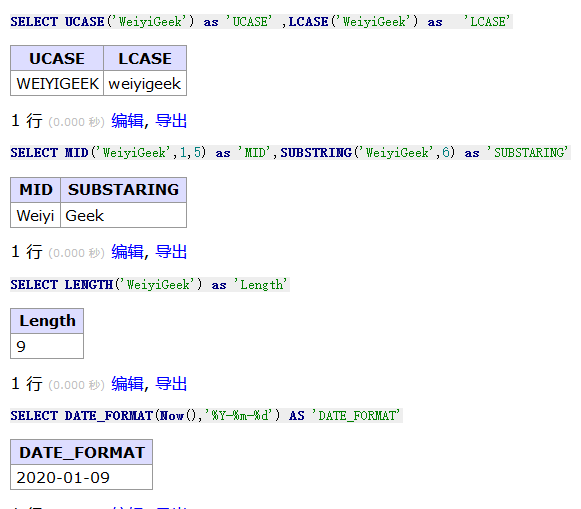 SELECT UCASE('WeiyiGeek') as 'UCASE' ,LCASE('WeiyiGeek') as 'LCASE'
UCASE LCASE
WEIYIGEEK weiyigeek
1 行 (0.000 秒) 编辑, 导出
SELECT MID('WeiyiGeek',1,5) as 'MID',SUBSTRING('WeiyiGeek',6) as 'SUBSTARING'
MID SUBSTARING
Weiyi Geek
1 行 (0.000 秒) 编辑, 导出
SELECT LENGTH('WeiyiGeek') as 'Length'
Length
9
1 行 (0.000 秒) 编辑, 导出
SELECT DATE_FORMAT(Now(),'%Y-%m-%d') AS 'DATE_FORMAT'
DATE_FORMAT
2020-01-09